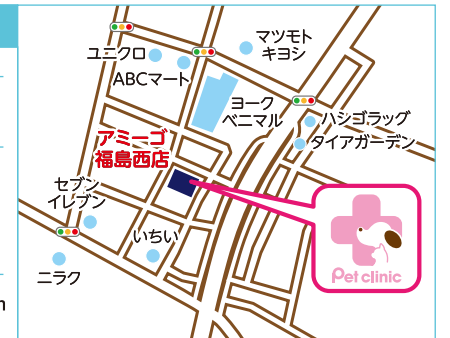 マツモト
キヨシ
ユニクロ
ABCマート
ヨーク
ベニマル
ハシゴラッグ
タイアガーデン
アミーゴ
福島西店
セブン
イレブン
いちい
ニラク
Pet clinic
n